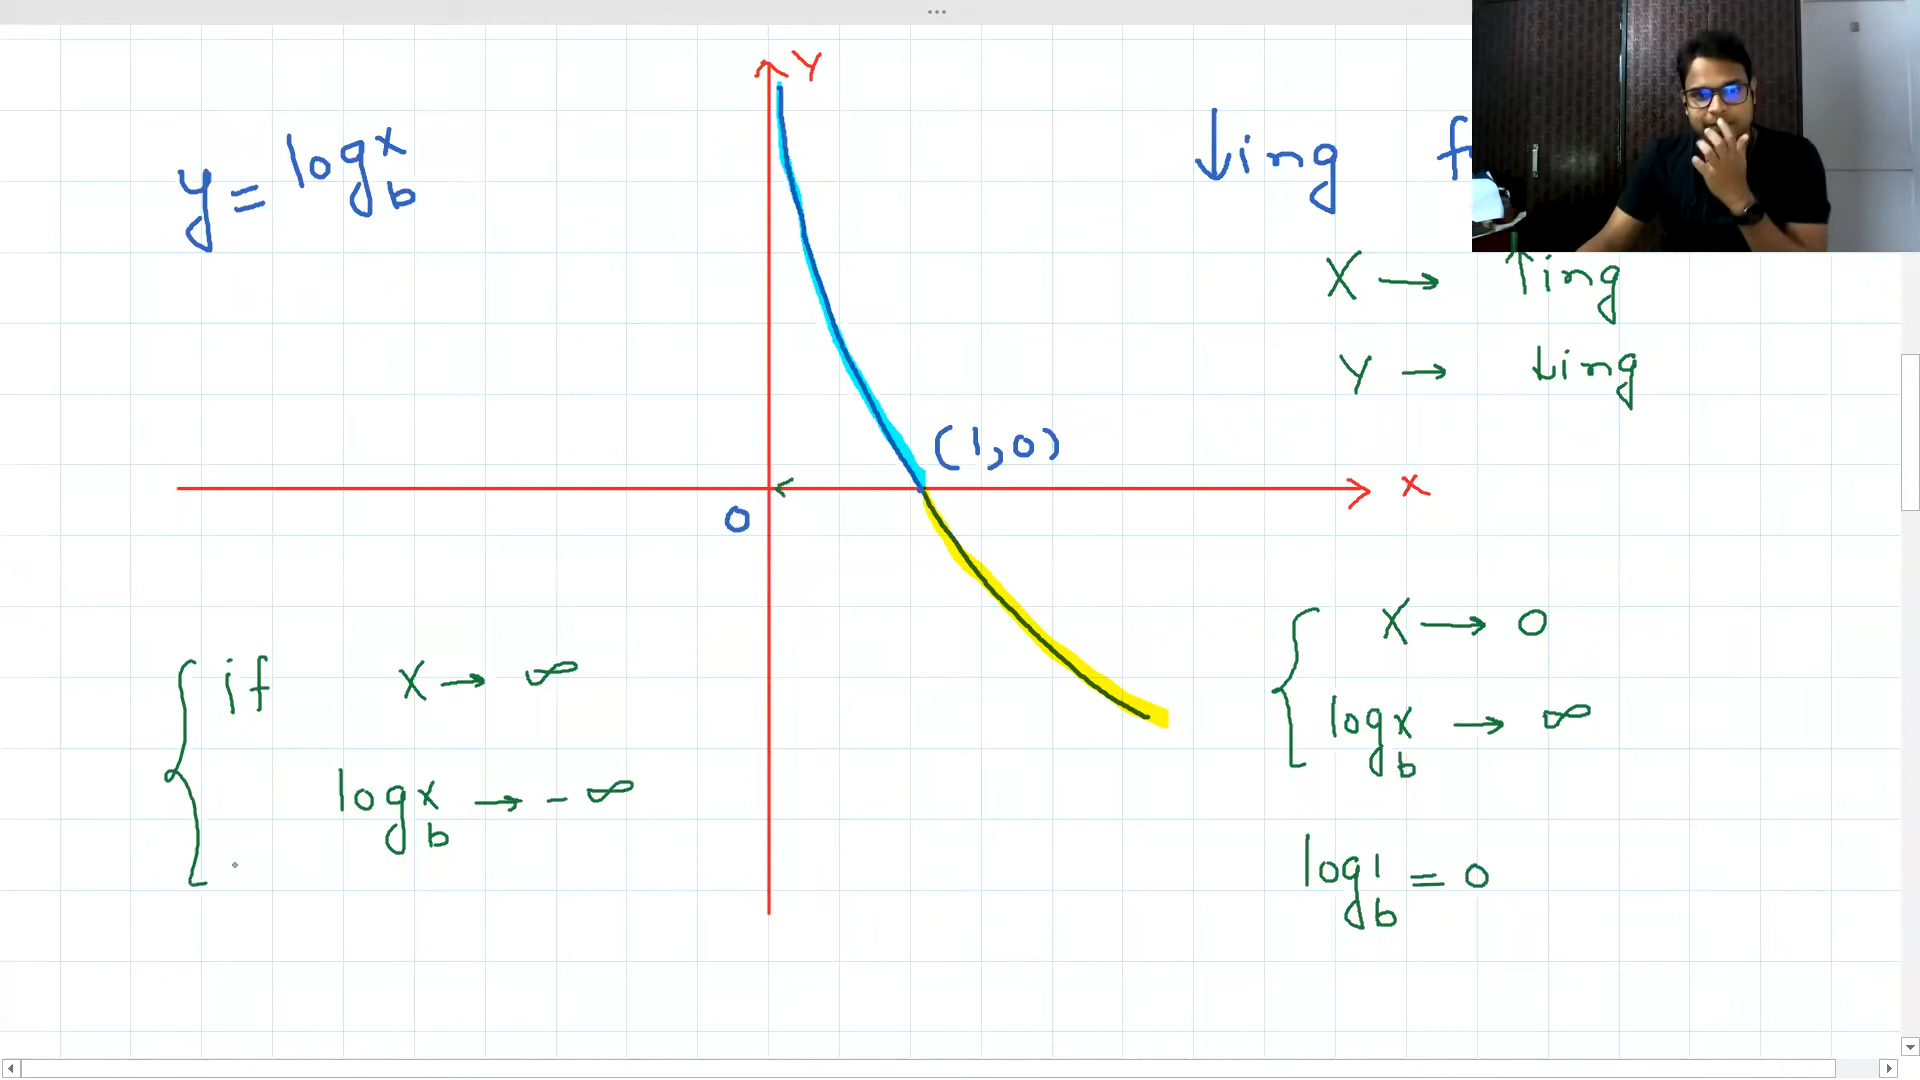 Y
y = log_b x
↓ing
X → ↑ing
Y → ↓ing
(1,0)
X
0
if X → ∞
log_b x → -∞
X → 0
log_b x → ∞
log_b 1 = 0